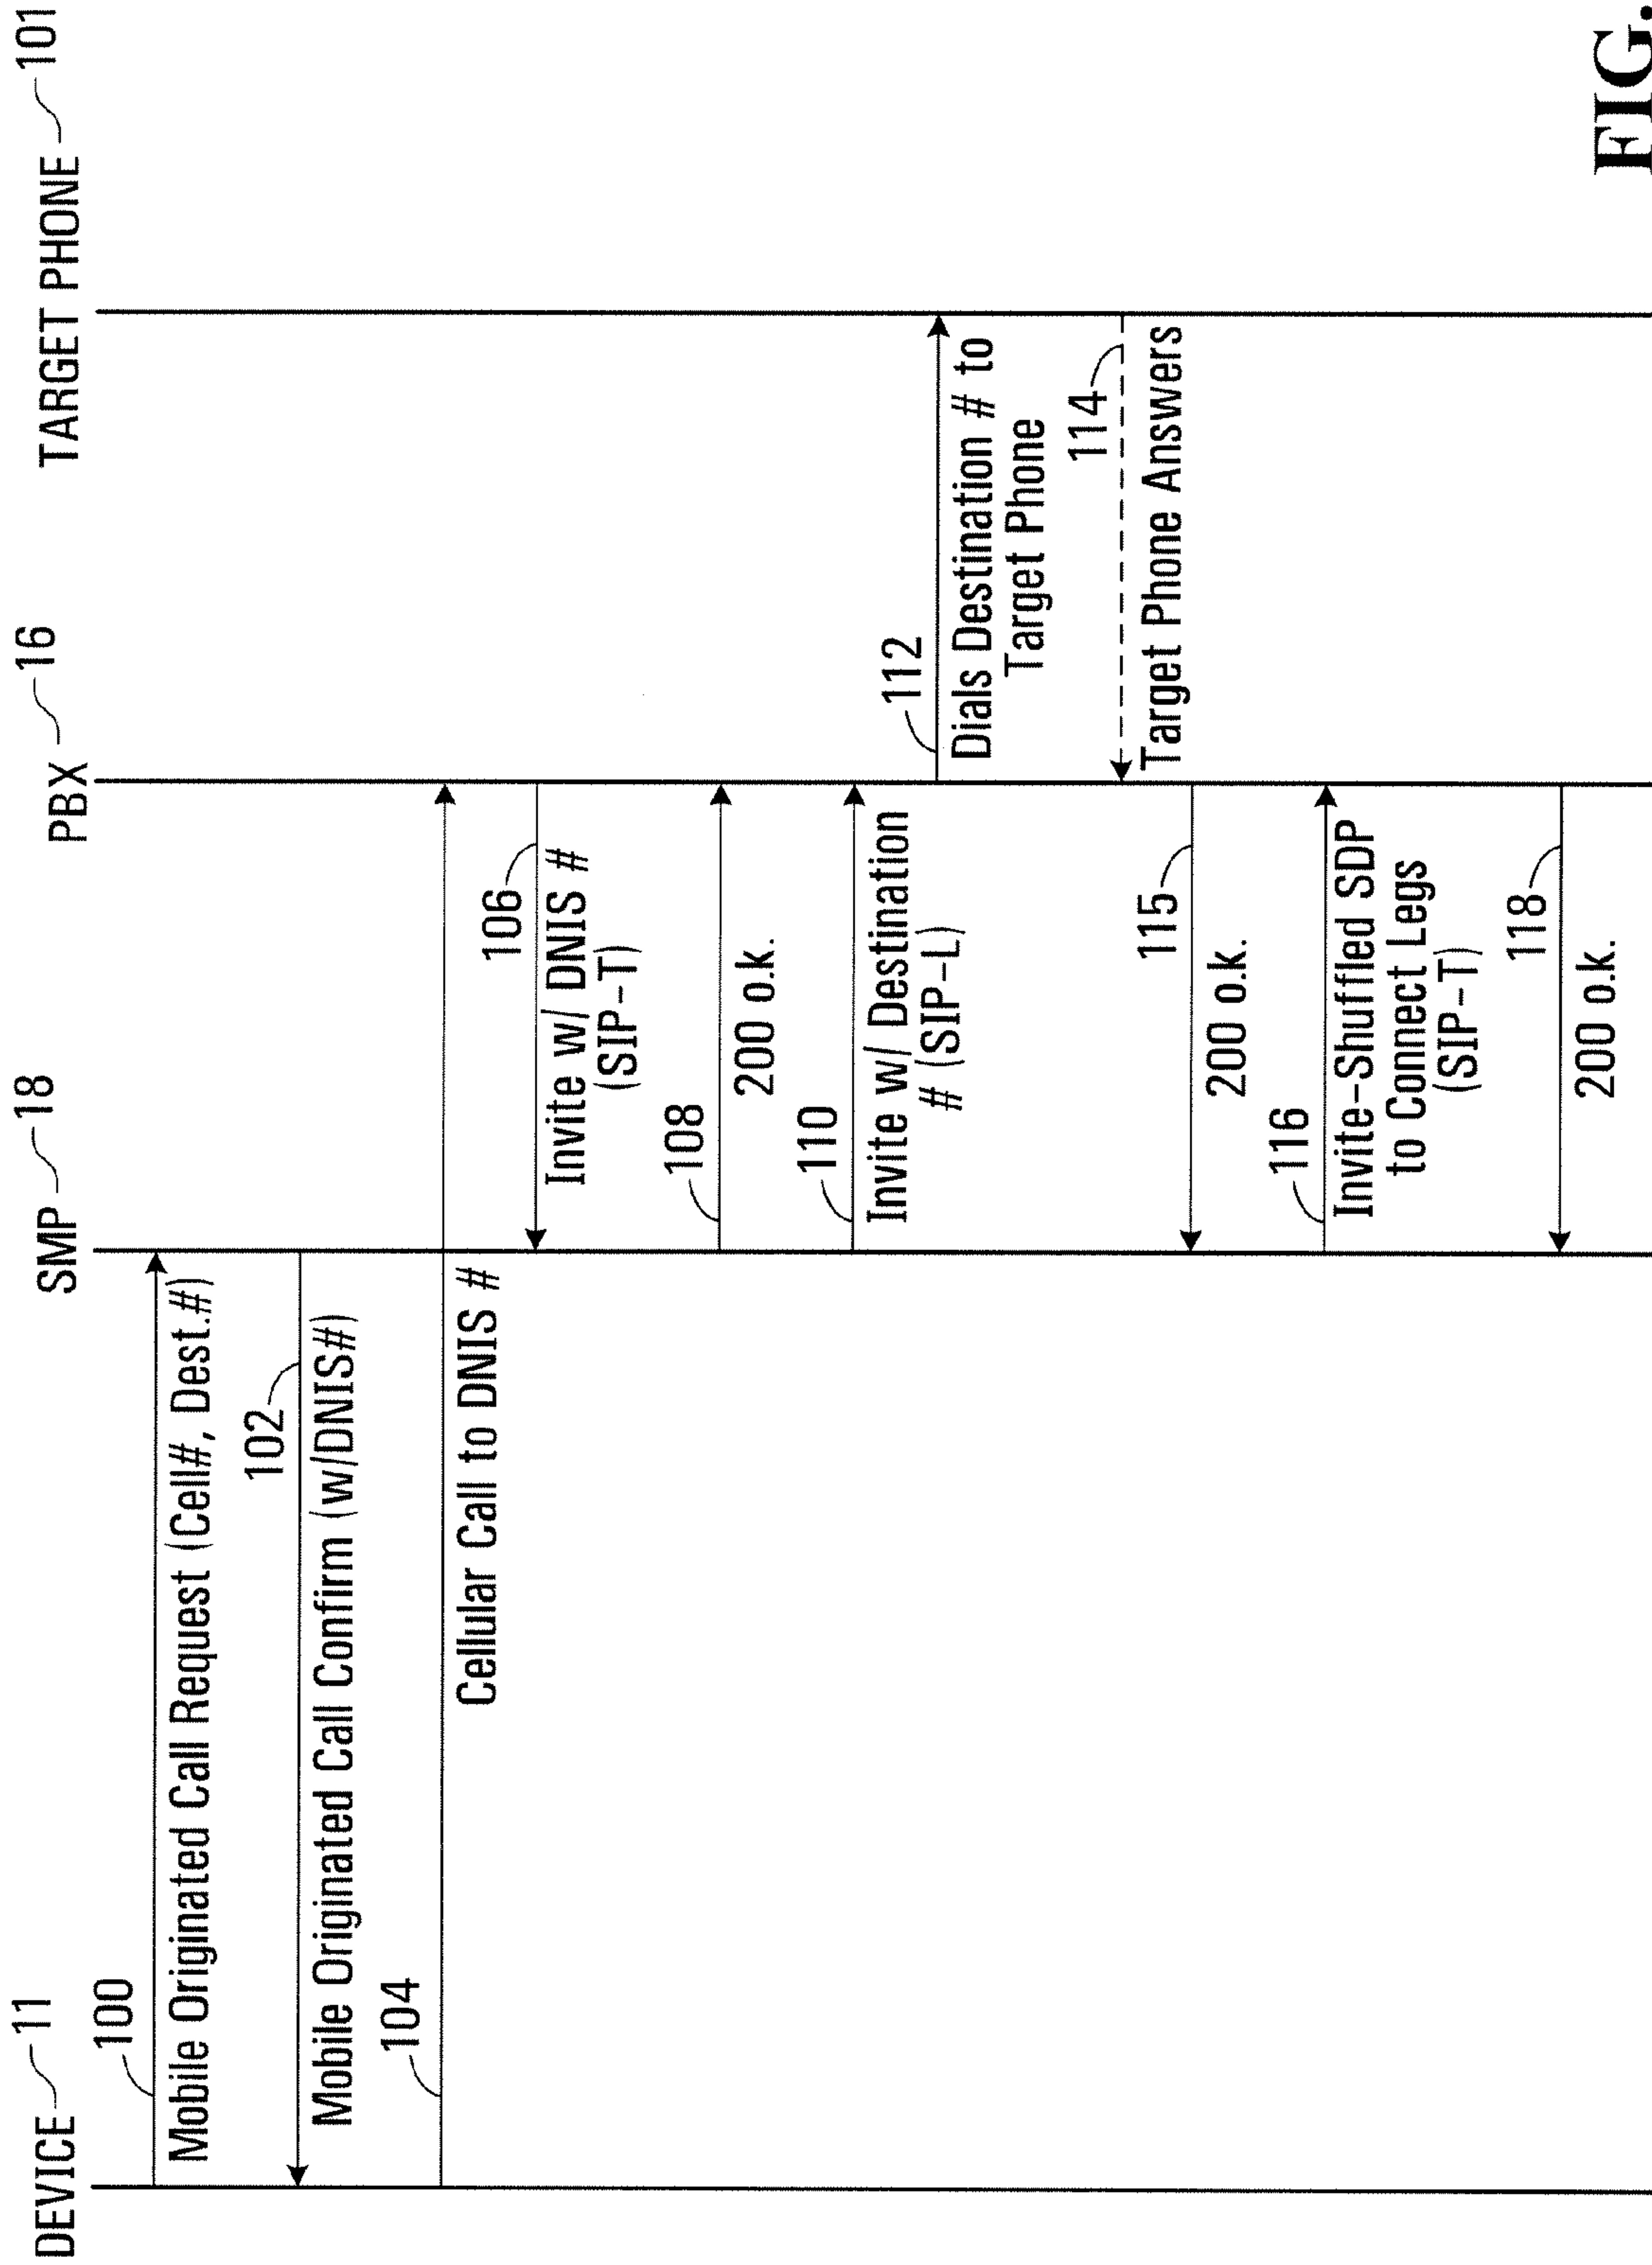 DEVICE 11
SMP 18
PBX 16
TARGET PHONE 101
100
Mobile Originated Call Request (Cell#, Dest.#)
102
Mobile Originated Call Confirm (w/DNIS#)
104
Cellular Call to DNIS #
106
Invite w/ DNIS #
(SIP-T)
108
200 o.k.
110
Invite w/ Destination
# (SIP-L)
112
Dials Destination # to
Target Phone
114
Target Phone Answers
115
200 o.k.
116
Invite-Shuffled SDP
to Connect Legs
(SIP-T)
118
200 o.k.
FIG.